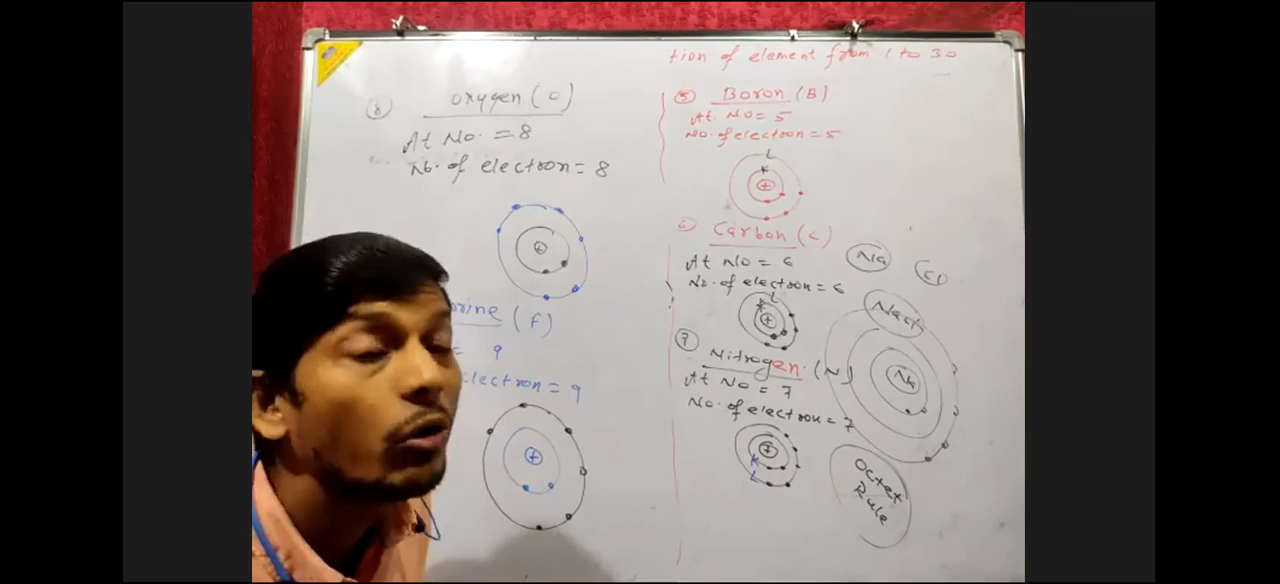 tion of element from 1 to 30
8 Oxygen (O)
At No. = 8
No. of electron = 8
orine (F)
= 9
lectron = 9
5 Boron (B)
At No = 5
No. of electron = 5
L
K
6 Carbon (C)
At No = 6
No. of electron = 6
L
K
7 Nitrogen. (N)
At No = 7
No. of electron = 7
K
L
Na
Cl
Nacl
Na
Octet
Rule